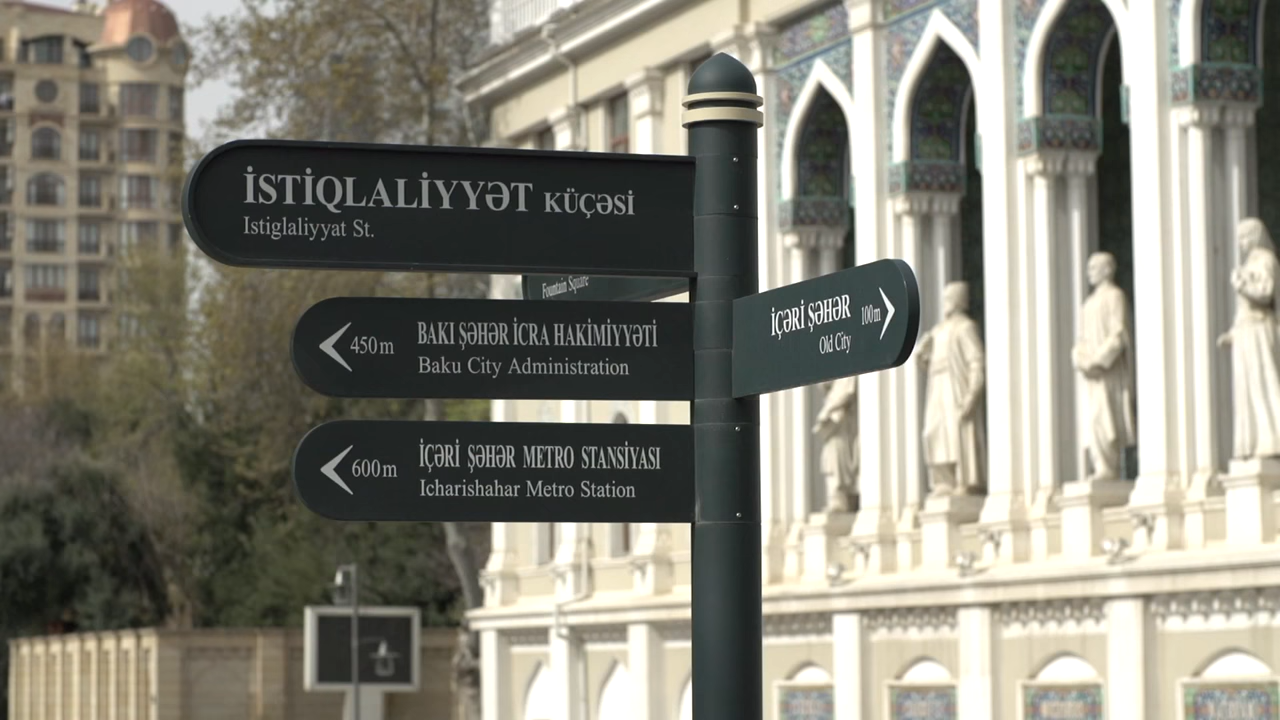 İSTİQLALİYYƏT KÜÇƏSİ
Istiglaliyyat St.
Fountain Square
450m
BAKI ŞƏHƏR İCRA HAKİMİYYƏTİ
Baku City Administration
İÇƏRİ ŞƏHƏR
Old City
100m
600m
İÇƏRİ ŞƏHƏR METRO STANSİYASI
Icharishahar Metro Station